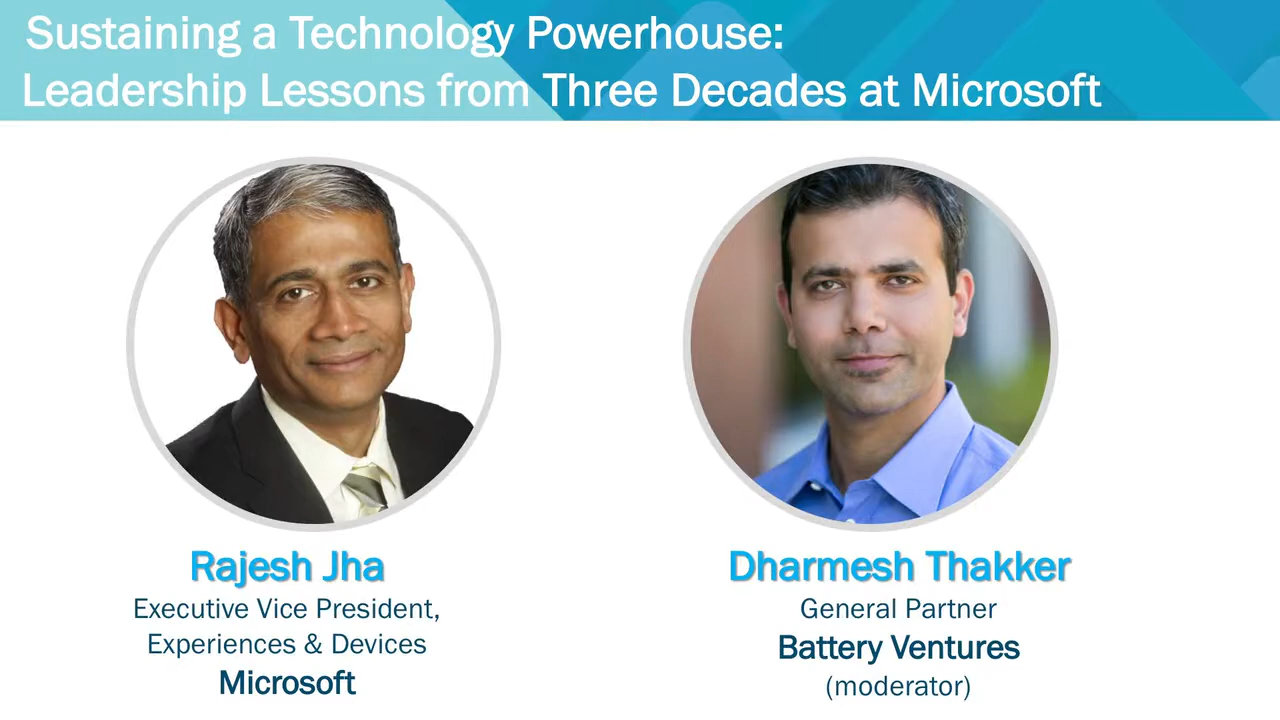 Sustaining a Technology Powerhouse:
Leadership Lessons from Three Decades at Microsoft
Rajesh Jha
Executive Vice President,
Experiences & Devices
Microsoft
Dharmesh Thakker
General Partner
Battery Ventures
(moderator)